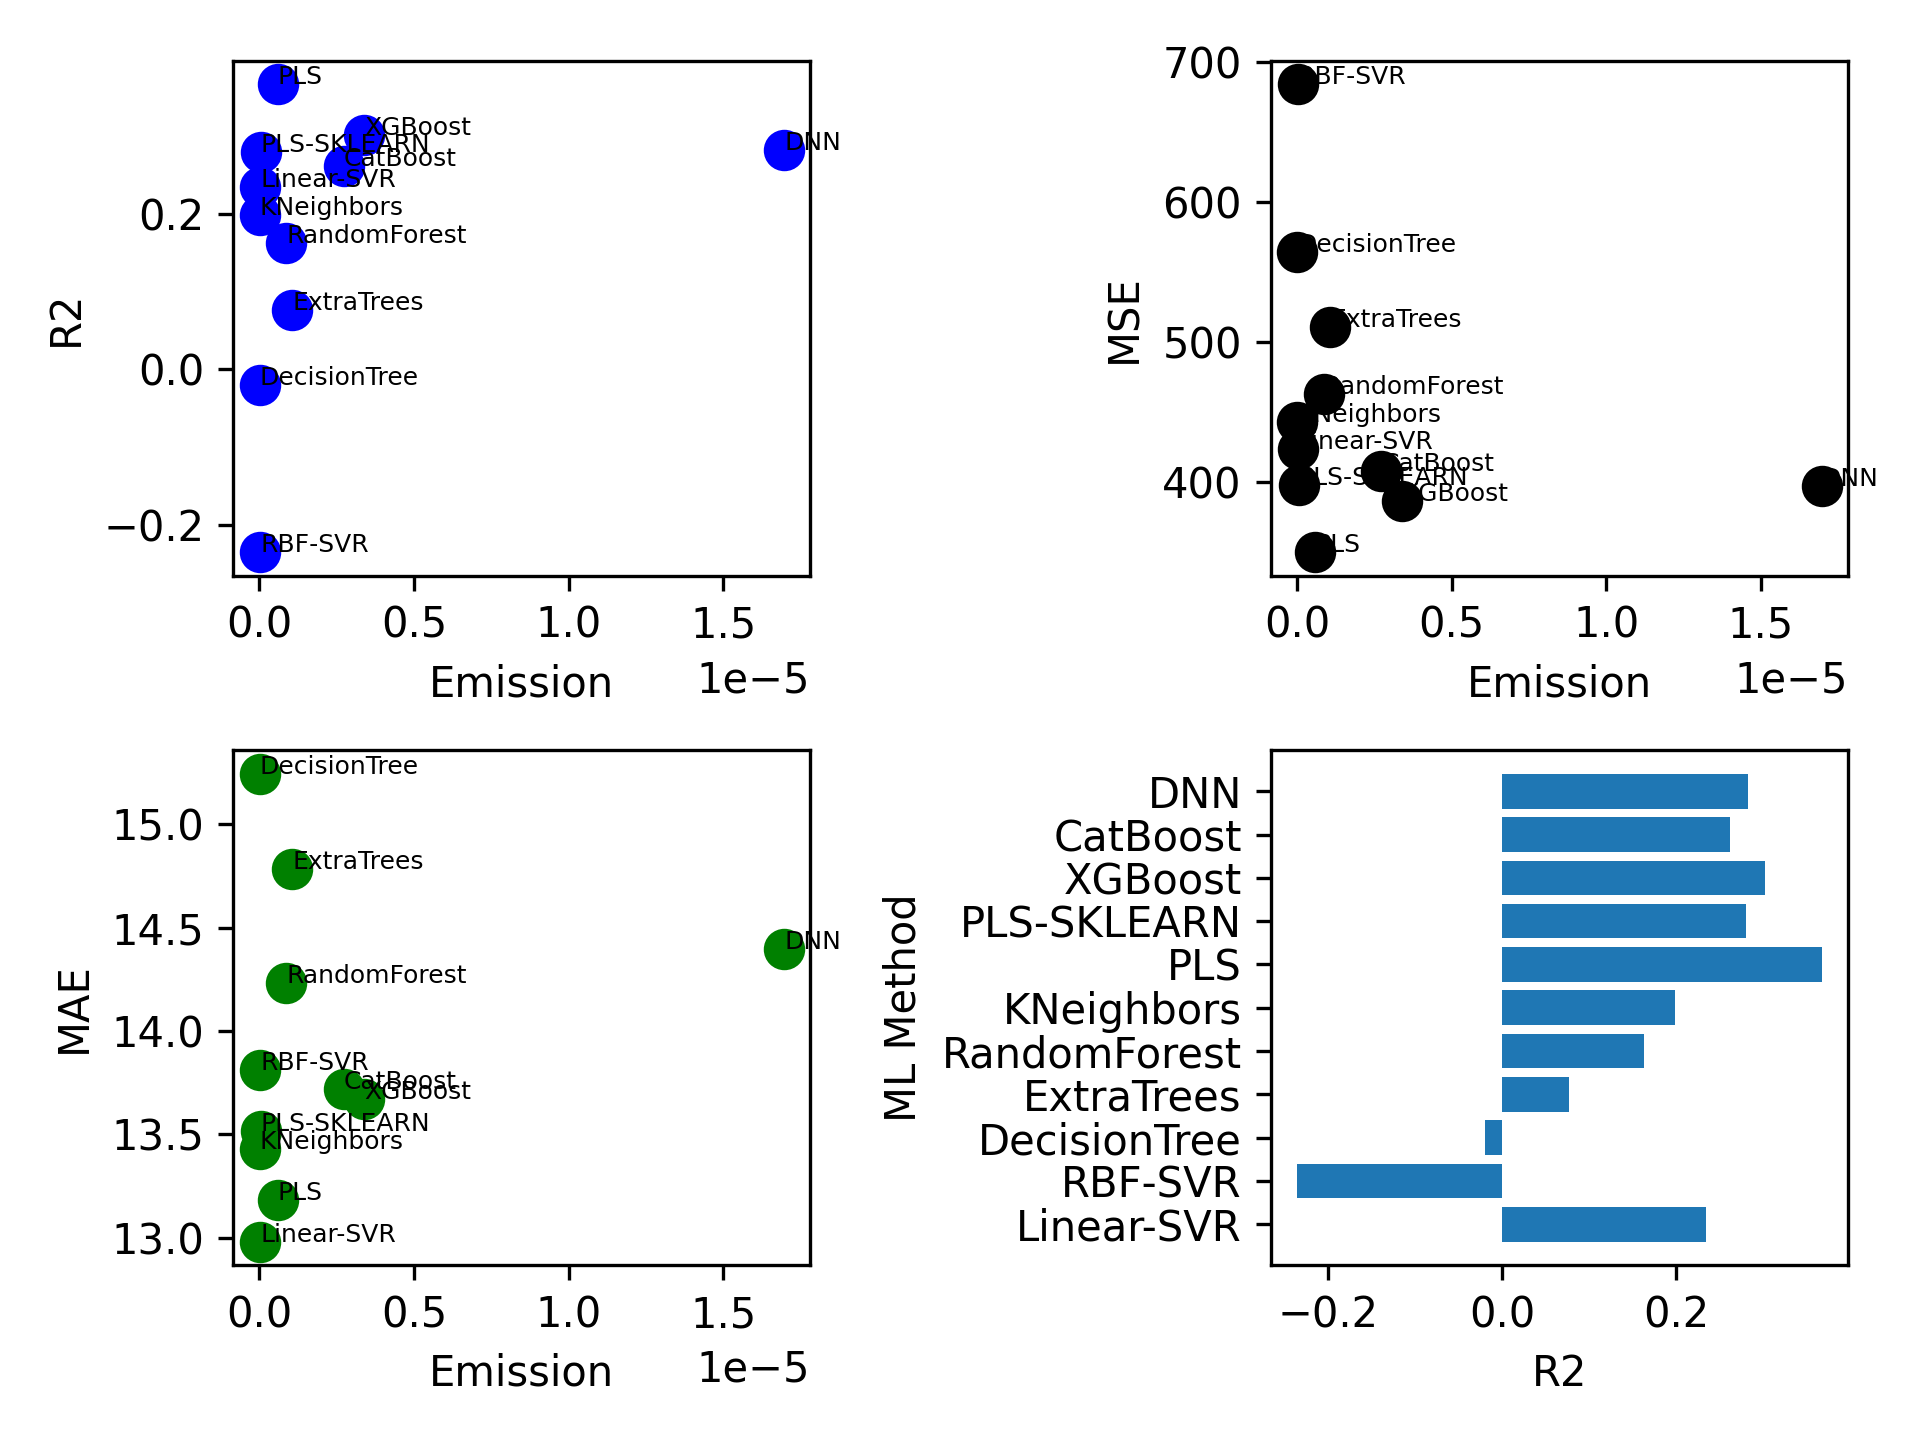 R2
0.2
0.0
−0.2
PLS
XGBoost
PLS-SKLEARN
DNN
CatBoost
Linear-SVR
KNeighbors
RandomForest
ExtraTrees
DecisionTree
RBF-SVR
0.0 0.5 1.0 1.5
1e−5
Emission
MSE
700
600
500
400
BF-SVR
ecisionTree
xtraTrees
andomForest
Neighbors
near-SVR
atBoost
LS-SKLEARN
NN
GBoost
LS
0.0 0.5 1.0 1.5
1e−5
Emission
MAE
15.0
14.5
14.0
13.5
13.0
DecisionTree
ExtraTrees
DNN
RandomForest
RBF-SVR
CatBoost
XGBoost
PLS-SKLEARN
KNeighbors
PLS
Linear-SVR
0.0 0.5 1.0 1.5
1e−5
Emission
ML Method
DNN
CatBoost
XGBoost
PLS-SKLEARN
PLS
KNeighbors
RandomForest
ExtraTrees
DecisionTree
RBF-SVR
Linear-SVR
−0.2 0.0 0.2
R2